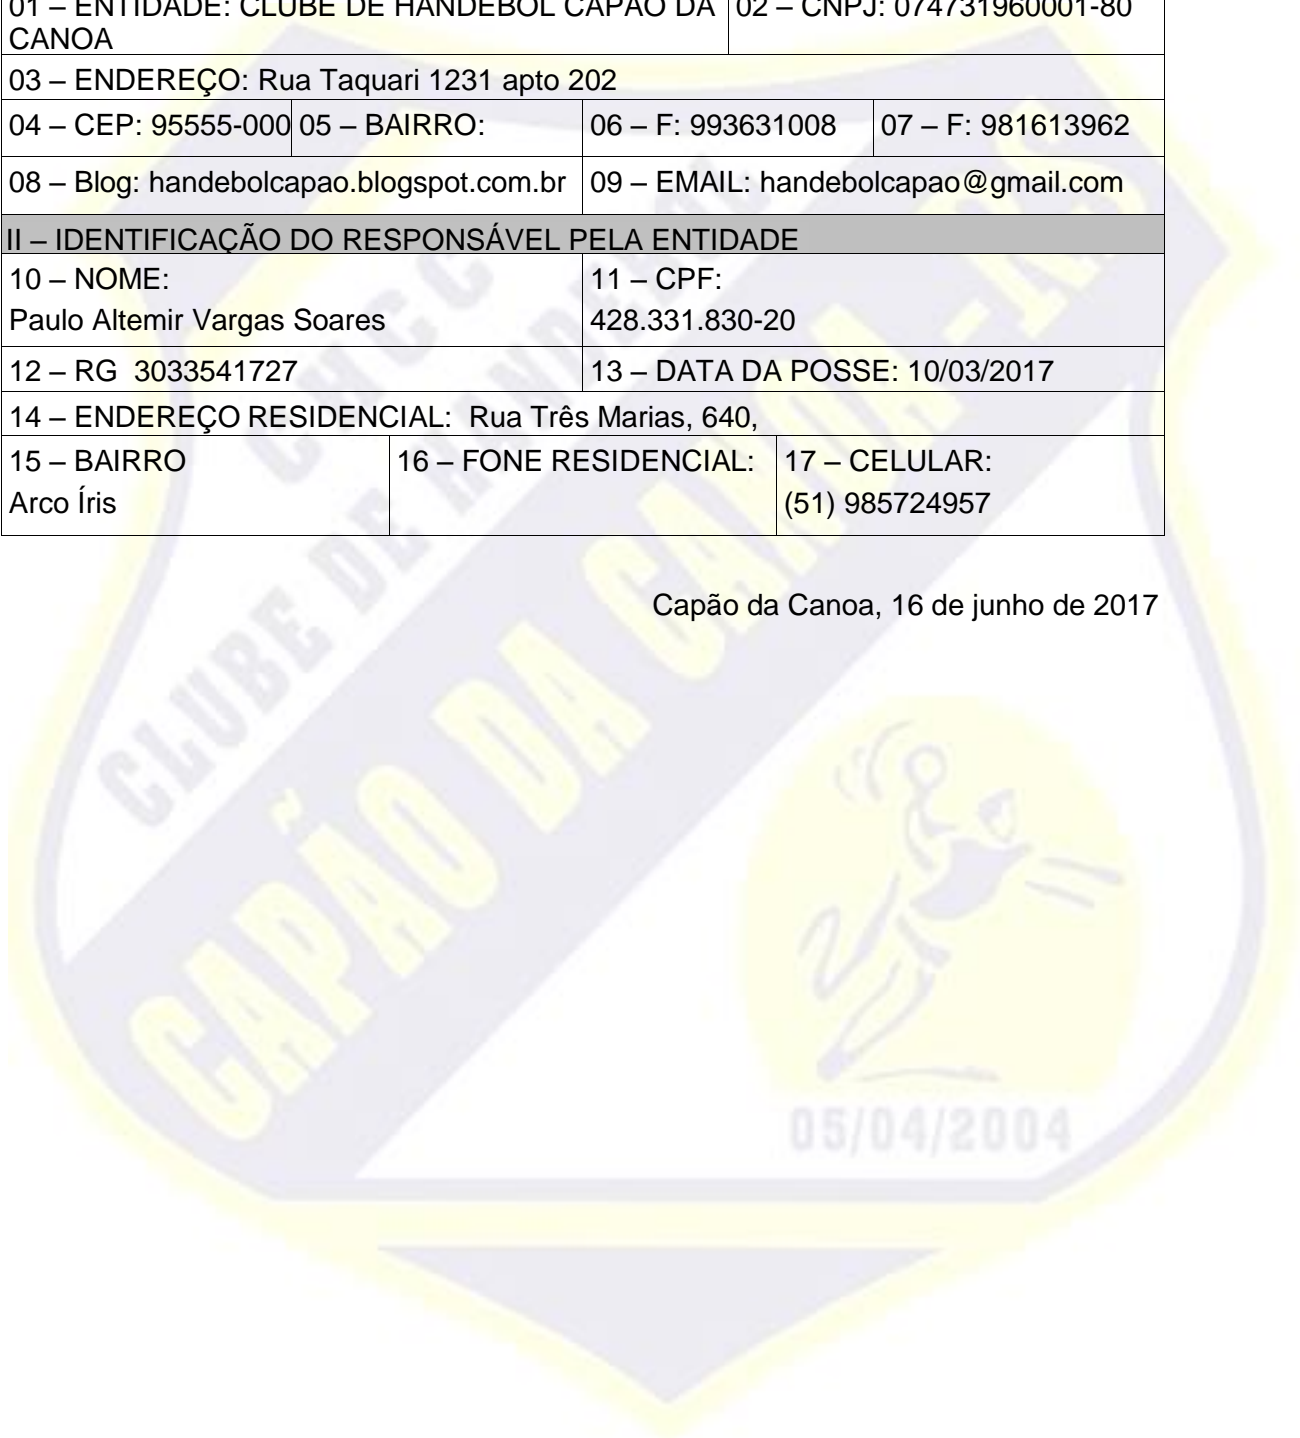 01 – ENTIDADE: CLUBE DE HANDEBOL CAPÃO DA
CANOA
02 – CNPJ: 074731960001-80
03 – ENDEREÇO: Rua Taquari 1231 apto 202
04 – CEP: 95555-000
05 – BAIRRO:
06 – F: 993631008
07 – F: 981613962
08 – Blog: handebolcapao.blogspot.com.br
09 – EMAIL: handebolcapao@gmail.com
II – IDENTIFICAÇÃO DO RESPONSÁVEL PELA ENTIDADE
10 – NOME:
Paulo Altemir Vargas Soares
11 – CPF:
428.331.830-20
12 – RG 3033541727
13 – DATA DA POSSE: 10/03/2017
14 – ENDEREÇO RESIDENCIAL: Rua Três Marias, 640,
15 – BAIRRO
Arco Íris
16 – FONE RESIDENCIAL:
17 – CELULAR:
(51) 985724957
Capão da Canoa, 16 de junho de 2017
CHCC
CLUBE DE HANDEBOL
CAPÃO DA CANOA - RS
05/04/2004